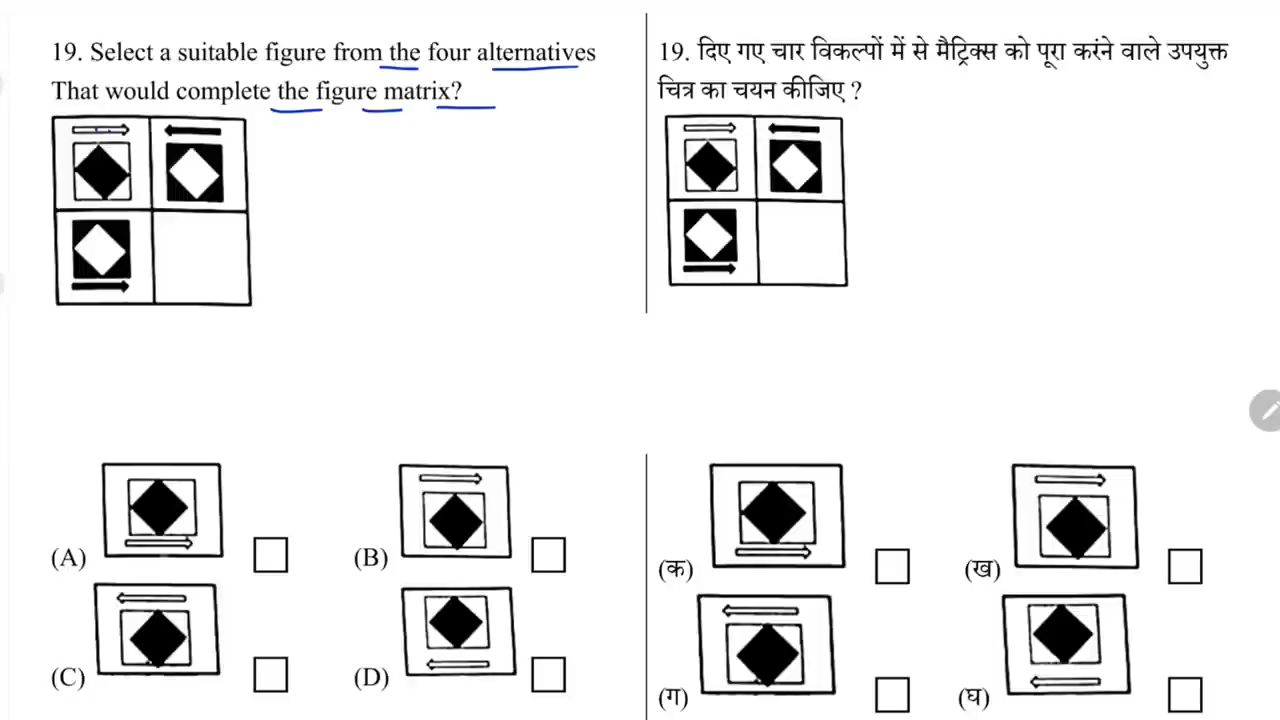 19. Select a suitable figure from the four alternatives
That would complete the figure matrix?
(A)
(B)
(C)
(D)
19. दिए गए चार विकल्पों में से मैट्रिक्स को पूरा करंने वाले उपयुक्त
चित्र का चयन कीजिए ?
(क)
(ख)
(ग)
(घ)